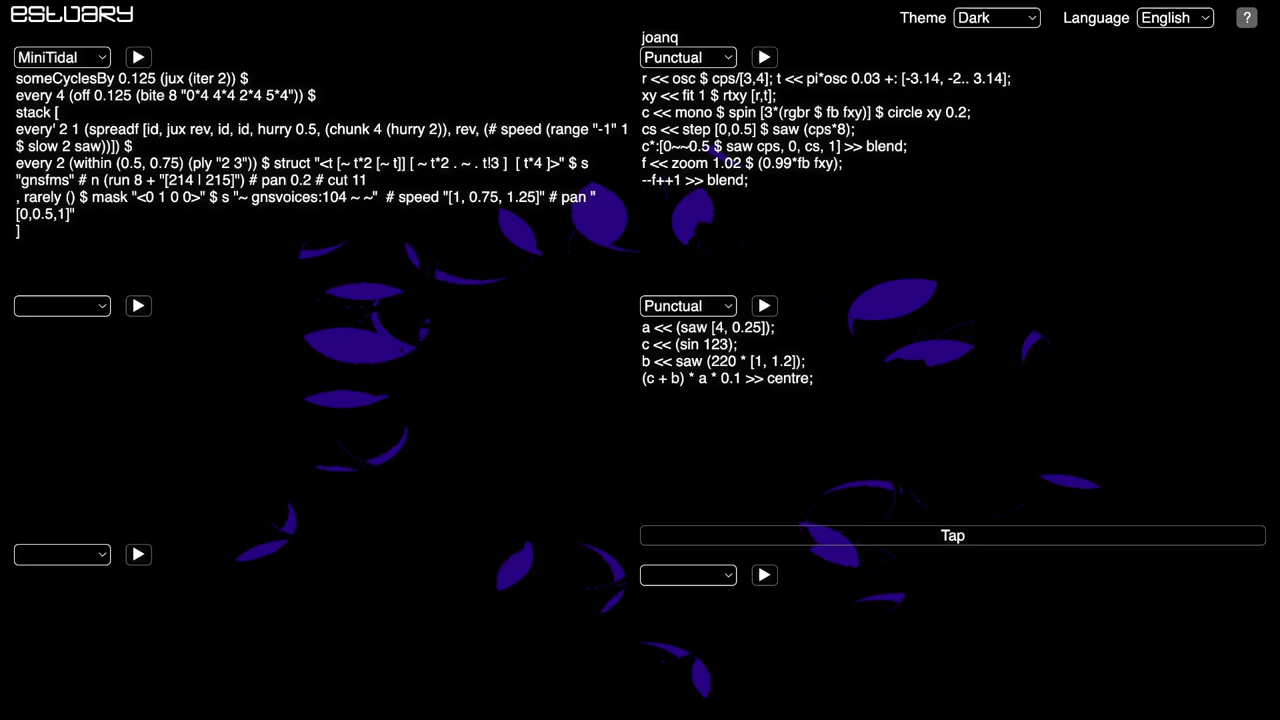 estuary
Theme Dark Language English ?
MiniTidal
someCyclesBy 0.125 (jux (iter 2)) $
every 4 (off 0.125 (bite 8 "0*4 4*4 2*4 5*4")) $
stack [
every' 2 1 (spreadf [id, jux rev, id, id, hurry 0.5, (chunk 4 (hurry 2)), rev, (# speed (range "-1" 1
$ slow 2 saw))]) $
every 2 (within (0.5, 0.75) (ply "2 3")) $ struct "<t [~ t*2 [~ t]] [ ~ t*2 . ~ . t!3 ]  [ t*4 ]>" $ s
"gnsfms" # n (run 8 + "[214 | 215]") # pan 0.2 # cut 11
, rarely () $ mask "<0 1 0 0>" $ s "~ gnsvoices:104 ~ ~"  # speed "[1, 0.75, 1.25]" # pan "
[0,0.5,1]"
]
joanq
Punctual
r << osc $ cps/[3,4]; t << pi*osc 0.03 +: [-3.14, -2.. 3.14];
xy << fit 1 $ rtxy [r,t];
c << mono $ spin [3*(rgbr $ fb fxy)] $ circle xy 0.2;
cs << step [0,0.5] $ saw (cps*8);
c*:[0~~0.5 $ saw cps, 0, cs, 1] >> blend;
f << zoom 1.02 $ (0.99*fb fxy);
--f++1 >> blend;
Punctual
a << (saw [4, 0.25]);
c << (sin 123);
b << saw (220 * [1, 1.2]);
(c + b) * a * 0.1 >> centre;
Tap